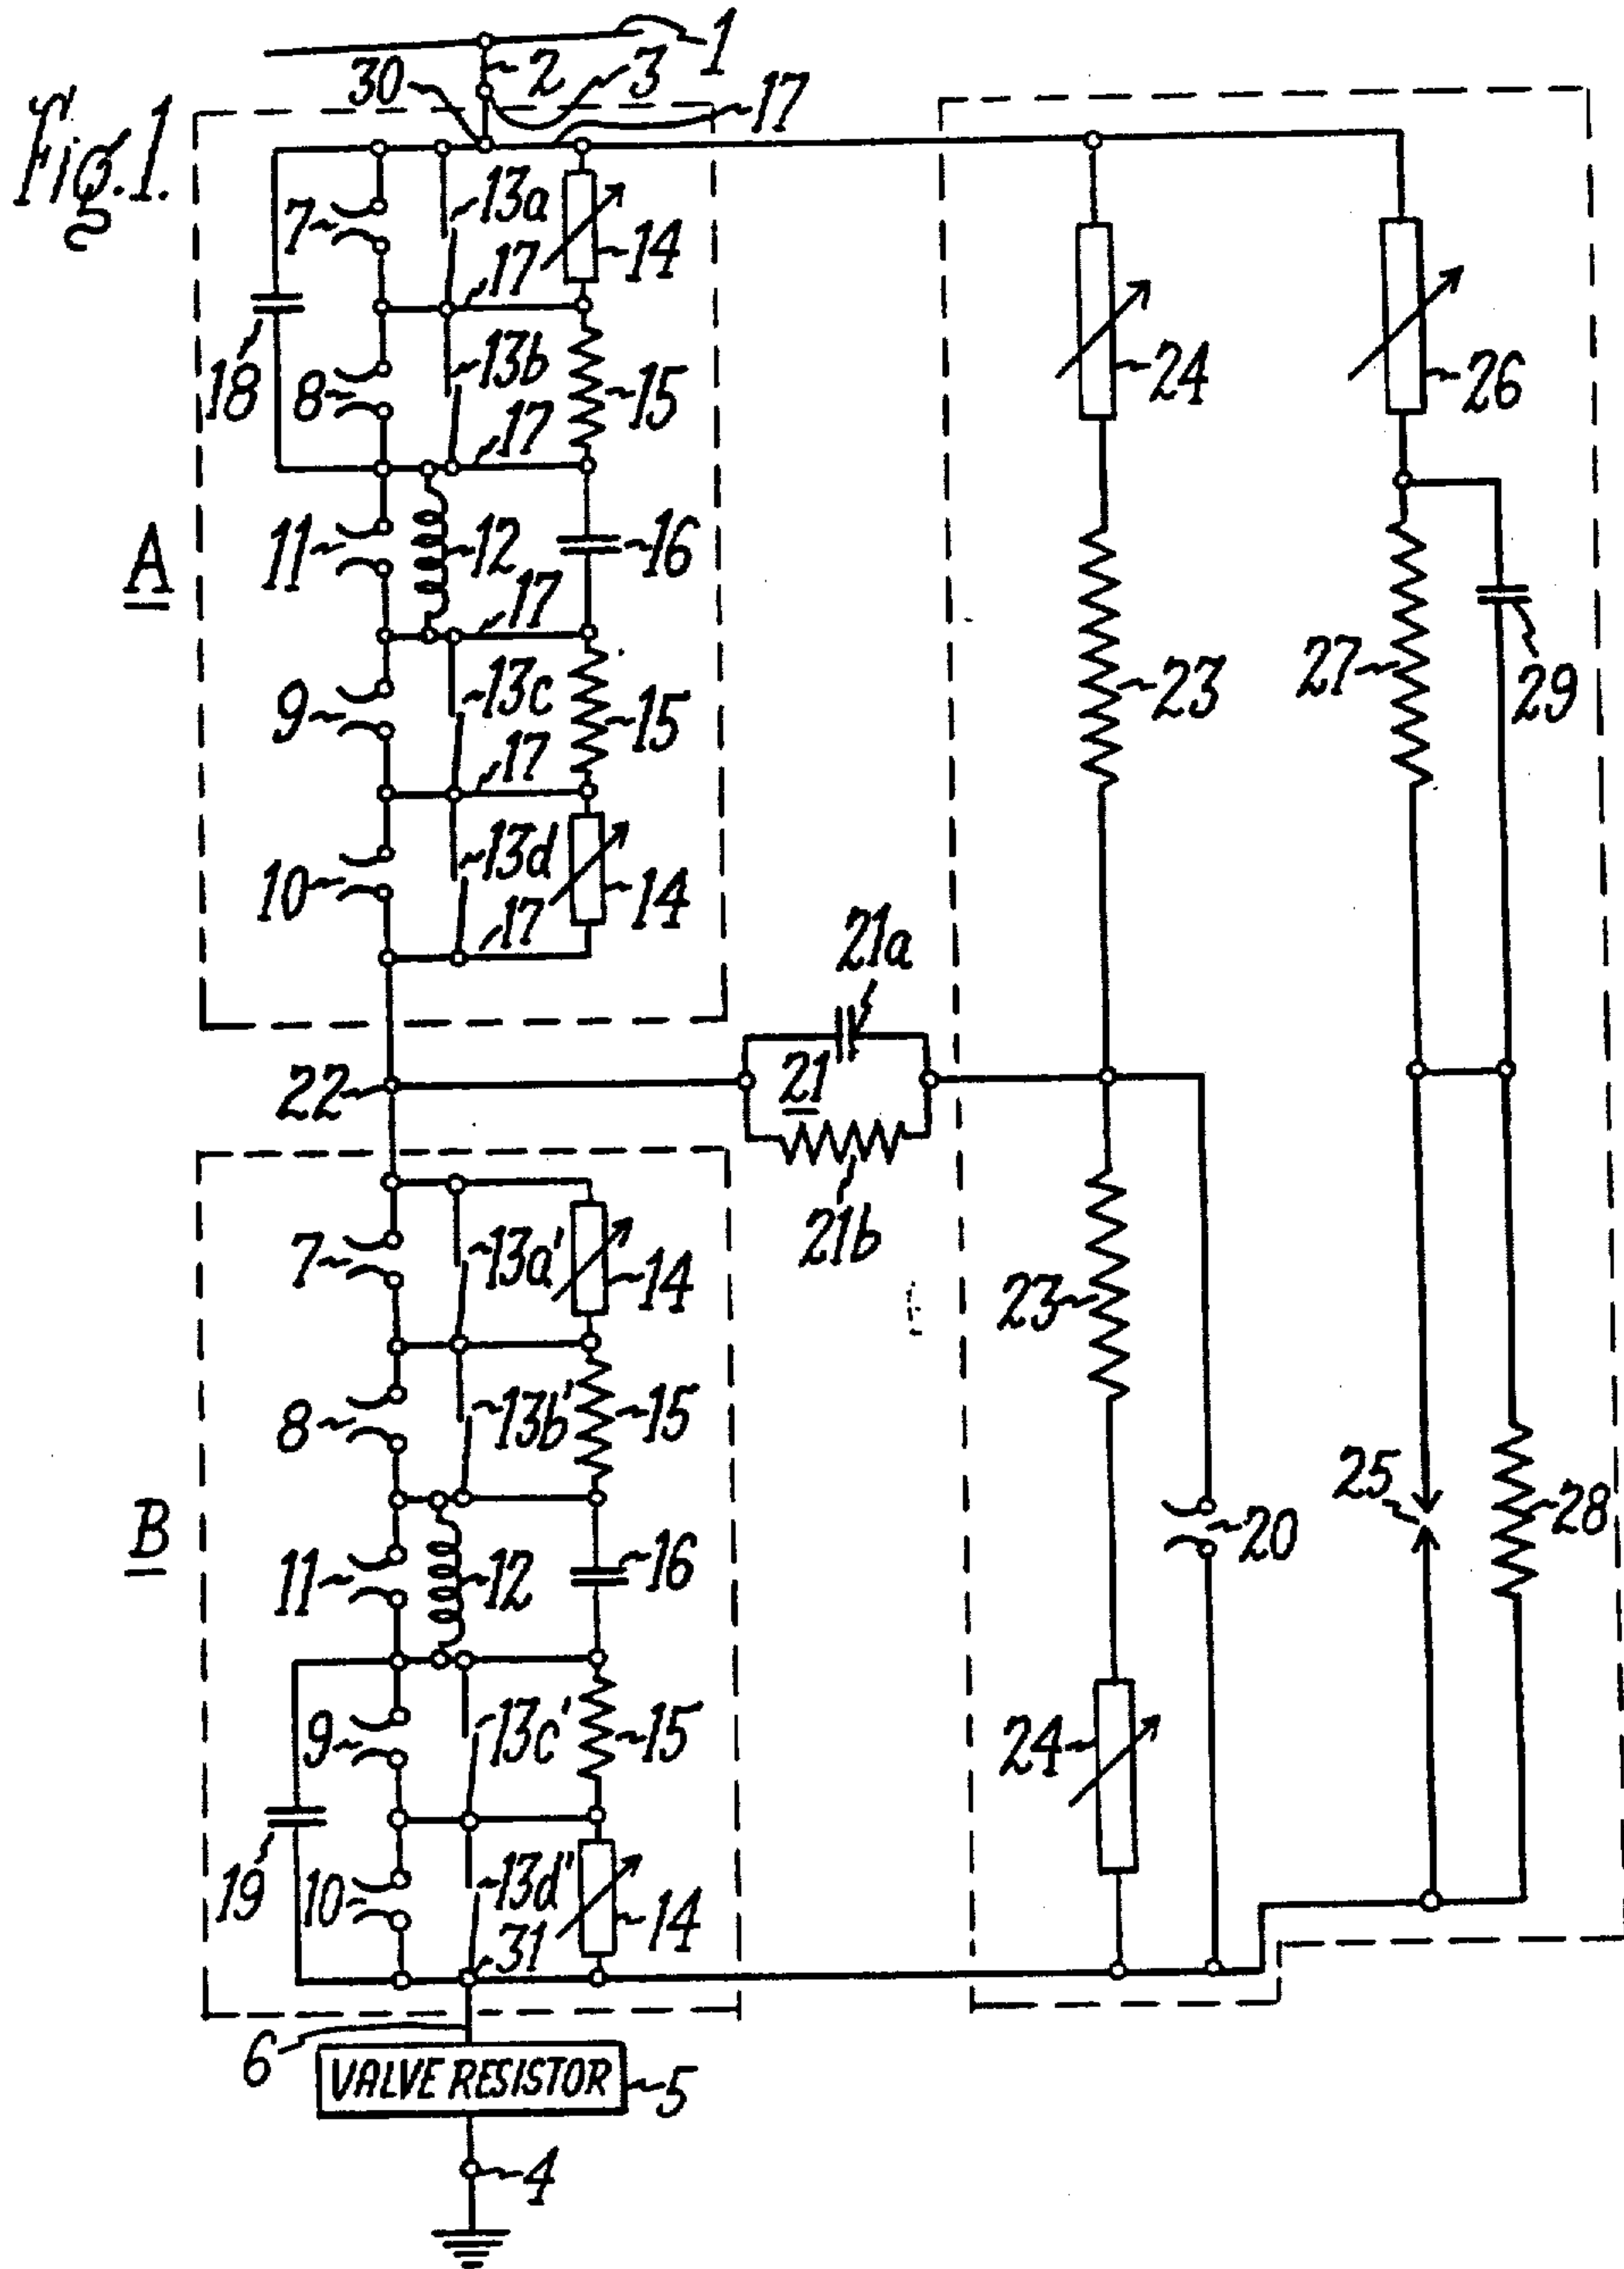 Fig. 1.
1
30 2 3
17
13a
7 14
17
18 8 13b 15
17
24 26
A 11 12 16
17
23 27 29
9 13c 15
17
10 13d 14
17
21a
22 21
21b
7 13a' 14
23
8 13b' 15
25 28
B 11 12 16
20
9 13c' 15
24
19 10 13d' 14
31
6
VALVE RESISTOR 5
4